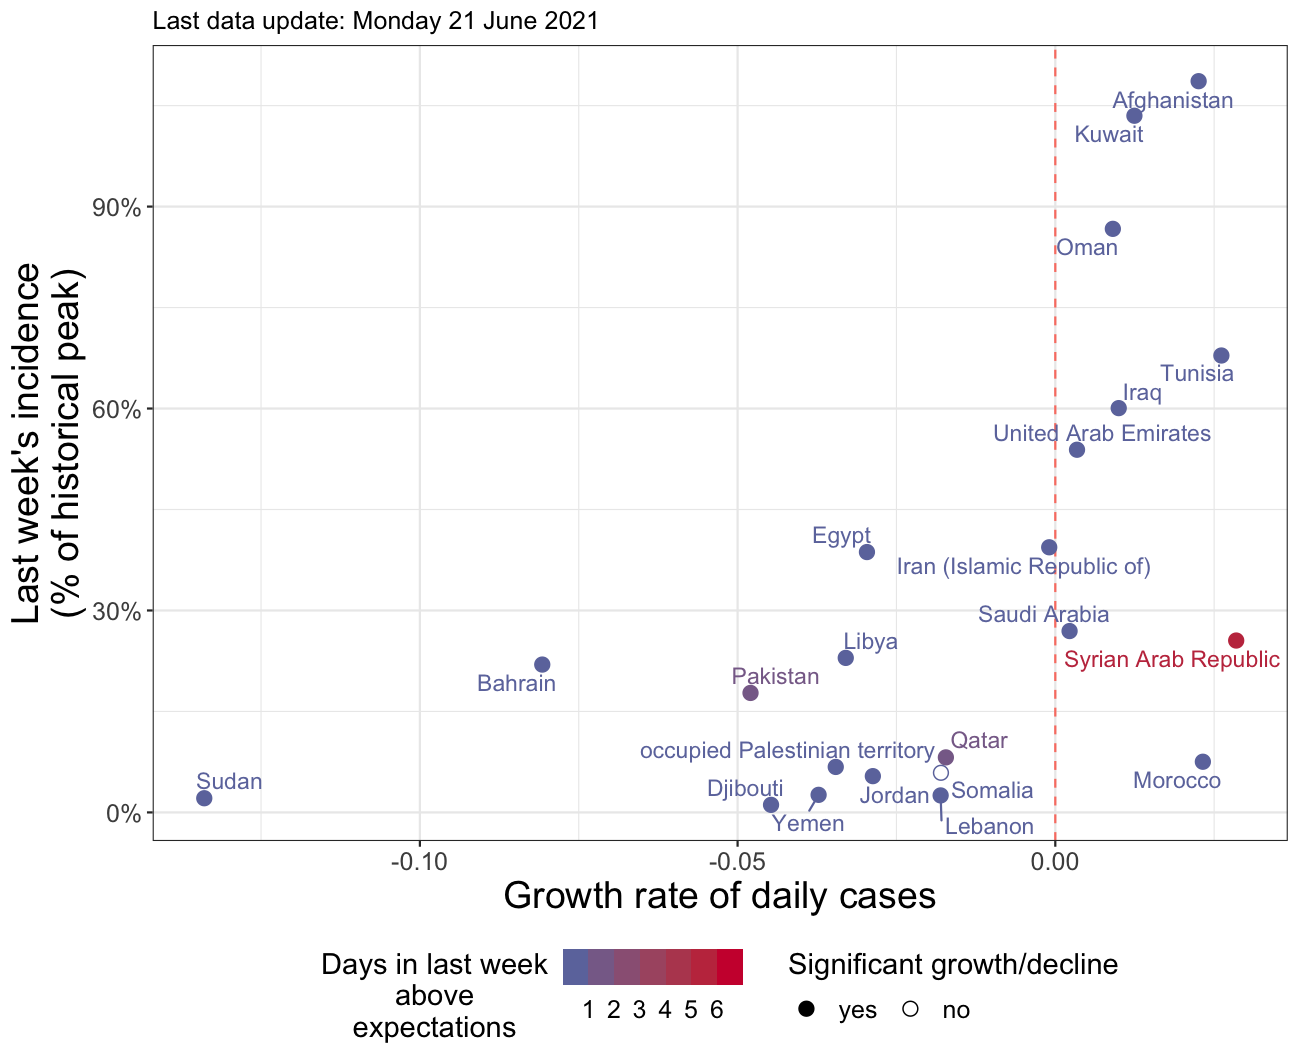 Last data update: Monday 21 June 2021
Last week's incidence
(% of historical peak)
90%
60%
30%
0%
Afghanistan
Kuwait
Oman
Tunisia
Iraq
United Arab Emirates
Egypt
Iran (Islamic Republic of)
Saudi Arabia
Libya
Syrian Arab Republic
Pakistan
Bahrain
Qatar
occupied Palestinian territory
Sudan
Morocco
Djibouti
Jordan
Somalia
Yemen
Lebanon
-0.10
-0.05
0.00
Growth rate of daily cases
Days in last week
above
expectations
1 2 3 4 5 6
Significant growth/decline
yes
no